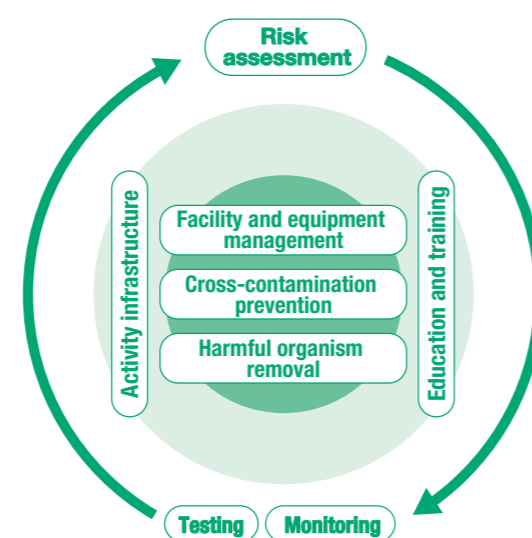 Risk
assessment
Activity infrastructure
Facility and equipment
management
Cross-contamination
prevention
Harmful organism
removal
Education and training
Testing
Monitoring